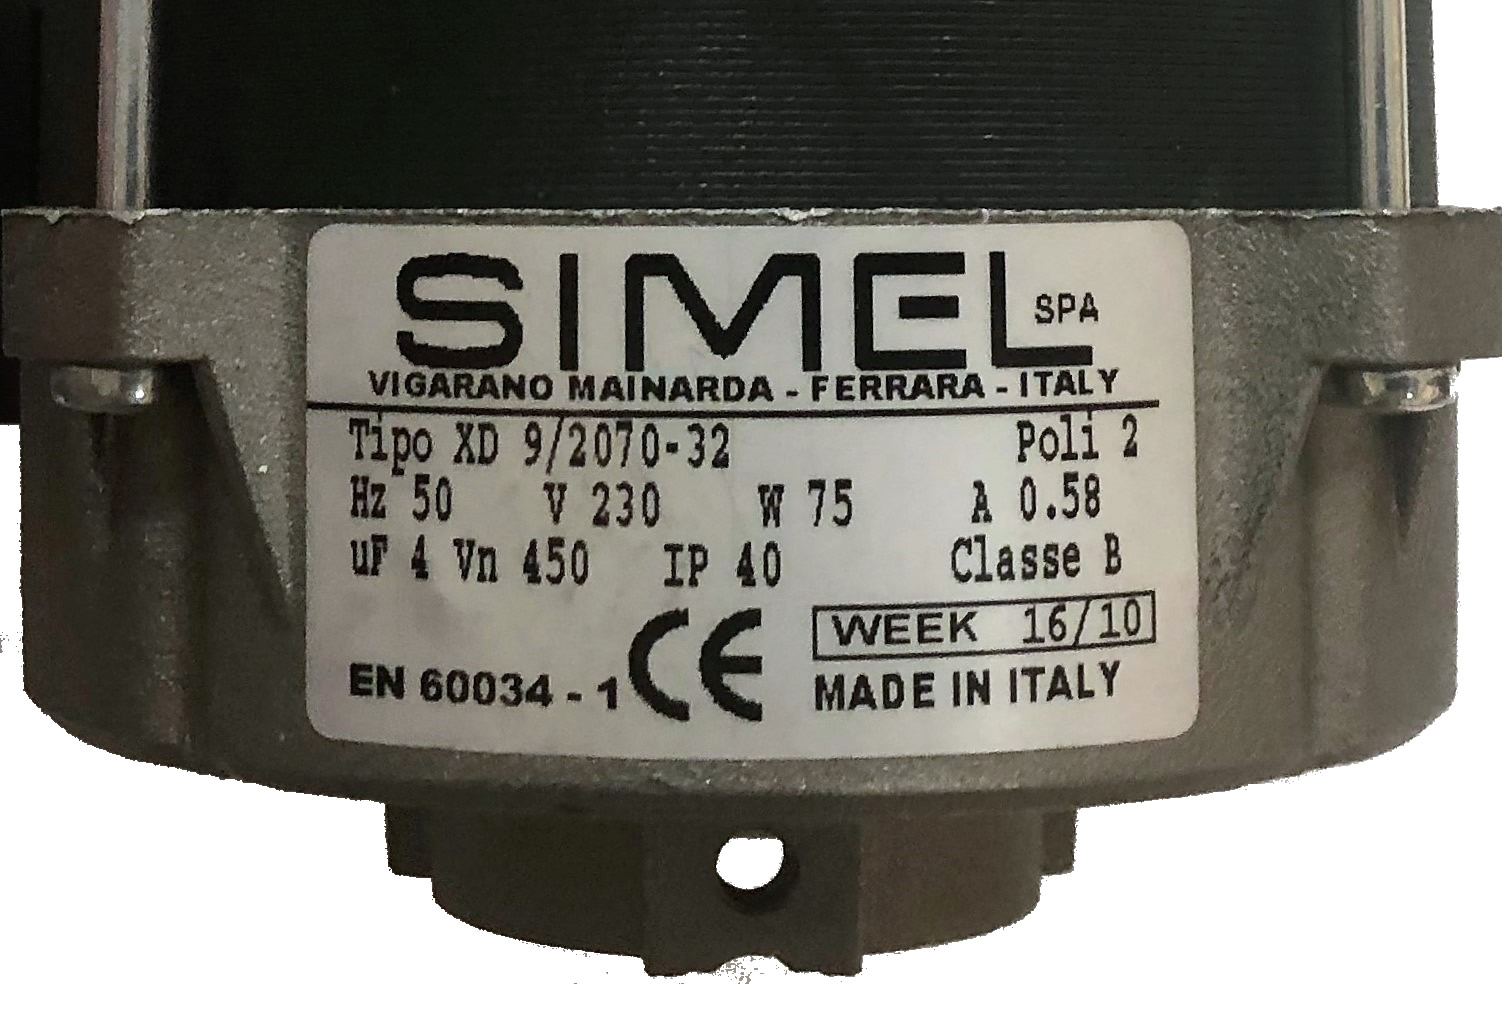 SIMEL SPA
VIGARANO MAINARDA - FERRARA - ITALY
Tipo XD 9/2070-32 Poli 2
Hz 50 V 230 W 75 A 0.58
uF 4 Vn 450 IP 40 Classe B
WEEK 16/10
EN 60034 - 1 CE MADE IN ITALY